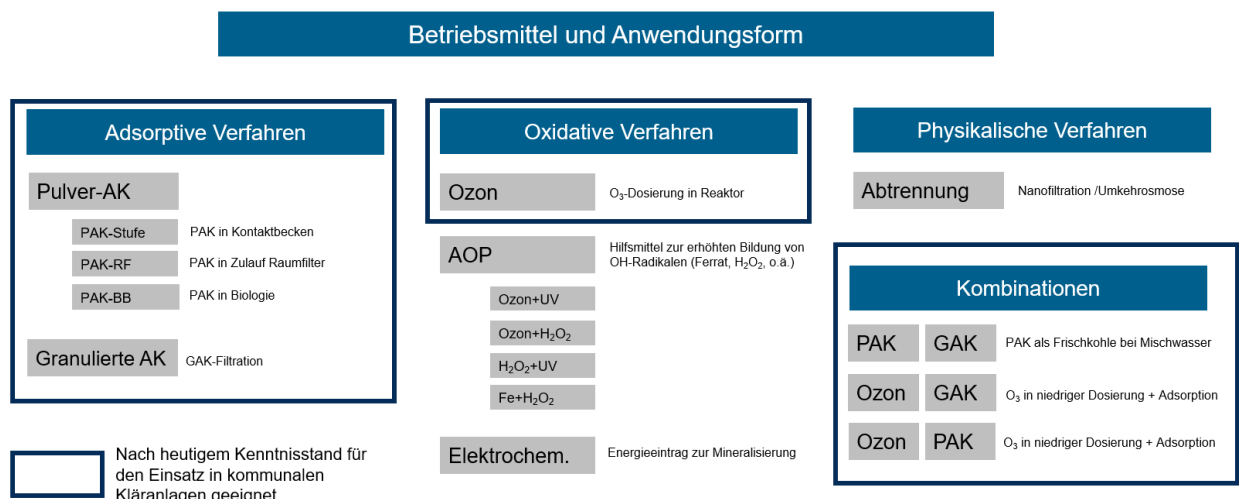 Betriebsmittel und Anwendungsform
Adsorptive Verfahren
Pulver-AK
PAK-Stufe PAK in Kontaktbecken
PAK-RF PAK in Zulauf Raumfilter
PAK-BB PAK in Biologie
Granulierte AK GAK-Filtration
Nach heutigem Kenntnisstand für
den Einsatz in kommunalen
Kläranlagen geeignet
Oxidative Verfahren
Ozon O₃-Dosierung in Reaktor
AOP Hilfsmittel zur erhöhten Bildung von
OH-Radikalen (Ferrat, H₂O₂, o.ä.)
Ozon+UV
Ozon+H₂O₂
H₂O₂+UV
Fe+H₂O₂
Elektrochem. Energieeintrag zur Mineralisierung
Physikalische Verfahren
Abtrennung Nanofiltration /Umkehrosmose
Kombinationen
PAK GAK PAK als Frischkohle bei Mischwasser
Ozon GAK O₃ in niedriger Dosierung + Adsorption
Ozon PAK O₃ in niedriger Dosierung + Adsorption